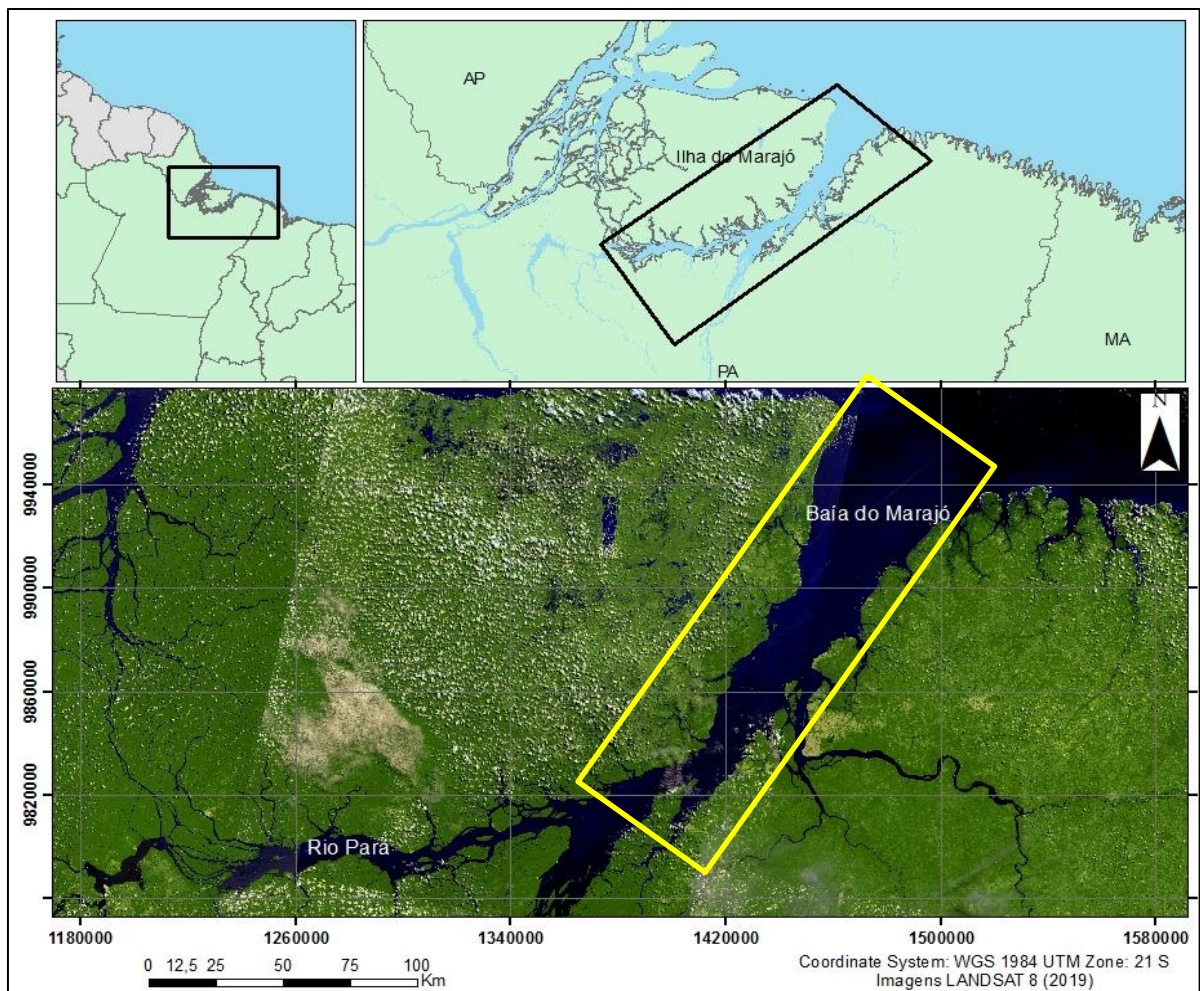 AP
Ilha do Marajó
MA
PA
N
Baía do Marajó
Rio Pará
9940000
9900000
9860000
9820000
1180000
1260000
1340000
1420000
1500000
1580000
0 12,5 25 50 75 100
Km
Coordinate System: WGS 1984 UTM Zone: 21 S
Imagens LANDSAT 8 (2019)